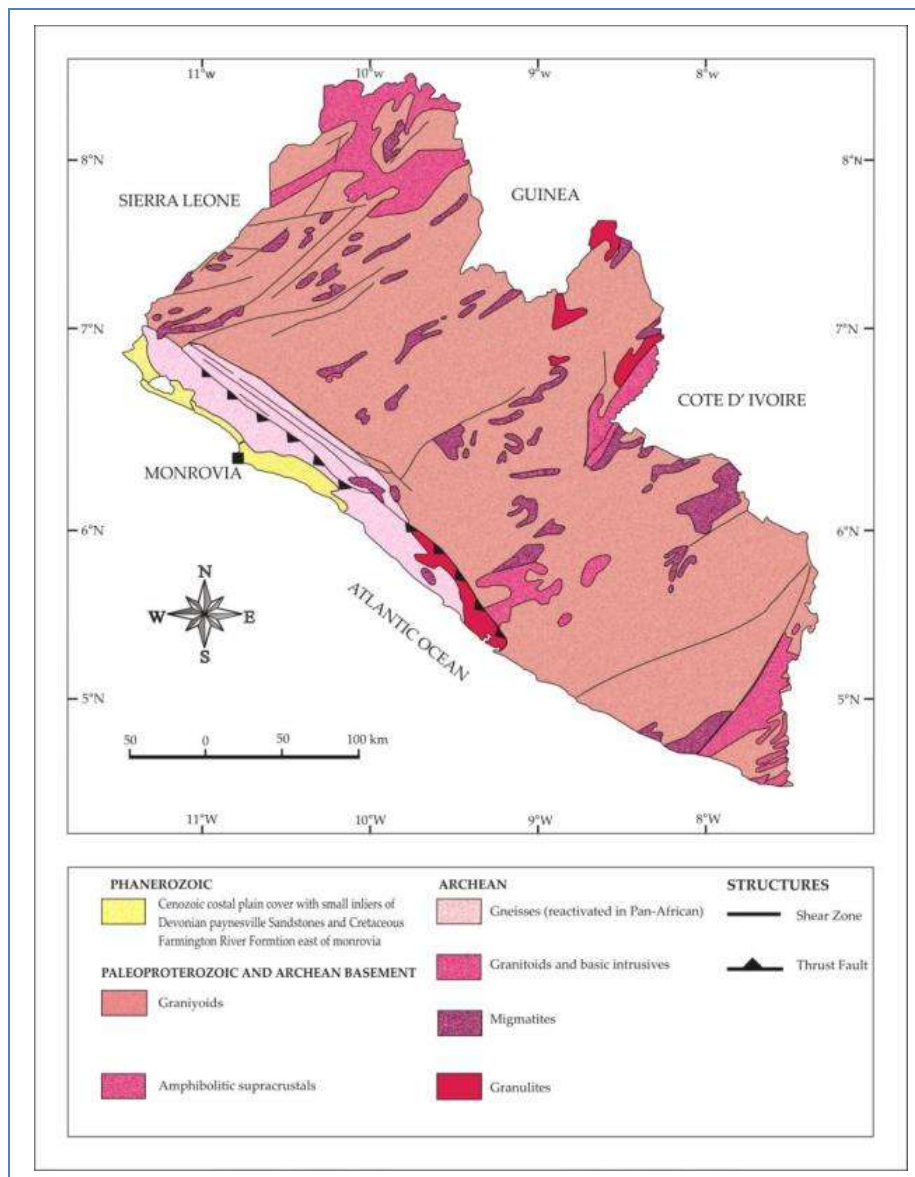 11°W 10°W 9°W 8°W
8°N 8°N
GUINEA
SIERRA LEONE
7°N 7°N
COTE D' IVOIRE
MONROVIA
6°N 6°N
N
W E
S
ATLANTIC OCEAN
5°N 5°N
50 0 50 100 km
11°W 10°W 9°W 8°W
PHANEROZOIC
Cenozoic costal plain cover with small inljers of
Devonian paynesville Sandstones and Cretaceous
Farmington River Formtion east of monrovia
PALEOPROTEROZOIC AND ARCHEAN BASEMENT
Graniyoids
Amphibolitic supracrustals
ARCHEAN
Gneisses (reactivated in Pan-African)
Granitoids and basic intrusives
Migmatites
Granulites
STRUCTURES
Shear Zone
Thrust Fault